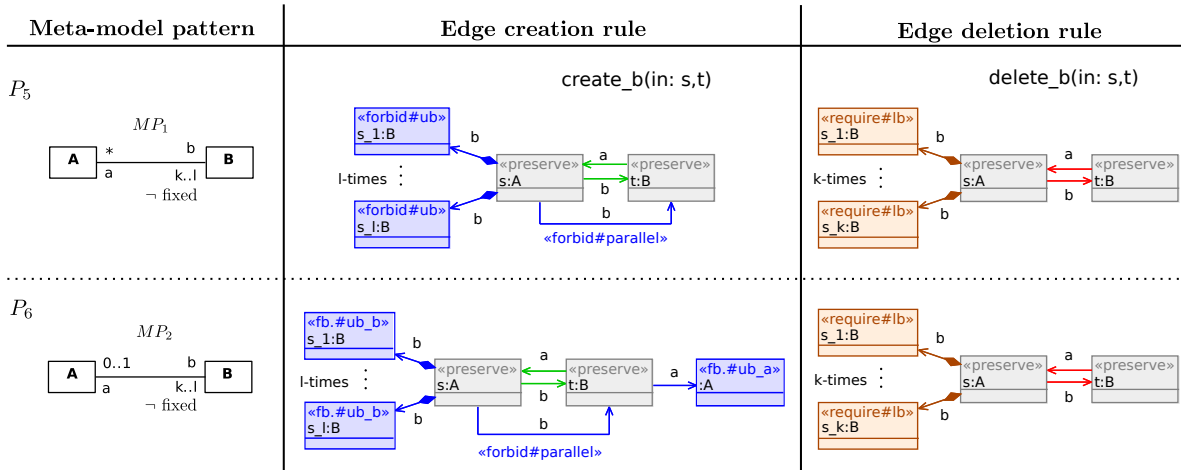 Meta-model pattern
Edge creation rule
Edge deletion rule
P5
MP1
A
*
a
b
k..l
B
¬ fixed
create_b(in: s,t)
«forbid#ub»
s_1:B
b
l-times
⋮
«forbid#ub»
s_l:B
b
«preserve»
s:A
a
b
«preserve»
t:B
b
«forbid#parallel»
delete_b(in: s,t)
«require#lb»
s_1:B
b
k-times
⋮
«require#lb»
s_k:B
b
«preserve»
s:A
a
b
«preserve»
t:B
P6
MP2
A
0..1
a
b
k..l
B
¬ fixed
«fb.#ub_b»
s_1:B
b
l-times
⋮
«fb.#ub_b»
s_l:B
b
«preserve»
s:A
a
b
«preserve»
t:B
a
«fb.#ub_a»
:A
b
«forbid#parallel»
«require#lb»
s_1:B
b
k-times
⋮
«require#lb»
s_k:B
b
«preserve»
s:A
a
b
«preserve»
t:B